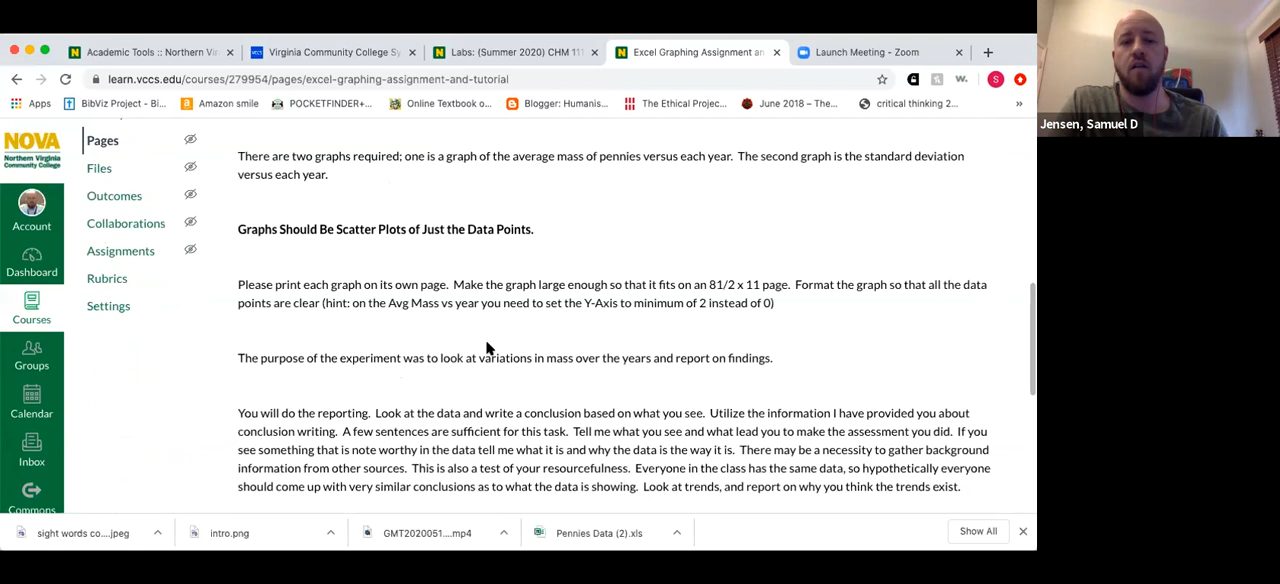 Academic Tools :: Northern Vir
Virginia Community College Sy
Labs: (Summer 2020) CHM 111
Excel Graphing Assignment an
Launch Meeting - Zoom
learn.vccs.edu/courses/279954/pages/excel-graphing-assignment-and-tutorial
W.
S
Apps
BibViz Project - Bi...
Amazon smile
POCKETFINDER+...
Online Textbook o...
Blogger: Humanis...
The Ethical Projec...
June 2018 – The...
critical thinking 2...
»
Jensen, Samuel D
NOVA
Northern Virginia
Community College
Account
Dashboard
Courses
Groups
Calendar
Inbox
Commons
Pages
Files
Outcomes
Collaborations
Assignments
Rubrics
Settings
There are two graphs required; one is a graph of the average mass of pennies versus each year. The second graph is the standard deviation
versus each year.
Graphs Should Be Scatter Plots of Just the Data Points.
Please print each graph on its own page. Make the graph large enough so that it fits on an 81/2 x 11 page. Format the graph so that all the data
points are clear (hint: on the Avg Mass vs year you need to set the Y-Axis to minimum of 2 instead of 0)
The purpose of the experiment was to look at variations in mass over the years and report on findings.
You will do the reporting. Look at the data and write a conclusion based on what you see. Utilize the information I have provided you about
conclusion writing. A few sentences are sufficient for this task. Tell me what you see and what lead you to make the assessment you did. If you
see something that is note worthy in the data tell me what it is and why the data is the way it is. There may be a necessity to gather background
information from other sources. This is also a test of your resourcefulness. Everyone in the class has the same data, so hypothetically everyone
should come up with very similar conclusions as to what the data is showing. Look at trends, and report on why you think the trends exist.
sight words co....jpeg
intro.png
GMT2020051....mp4
Pennies Data (2).xls
Show All